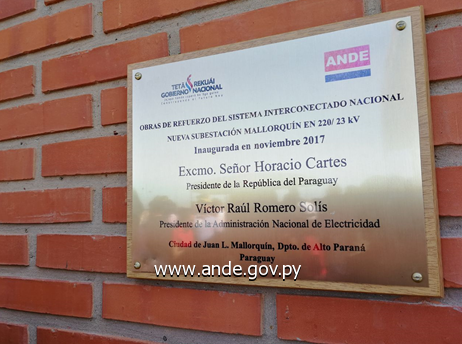 TETÃ REKUÁI
GOBIERNO NACIONAL
ANDE
OBRAS DE REFUERZO DEL SISTEMA INTERCONECTADO NACIONAL
NUEVA SUBESTACIÓN MALLORQUÍN EN 220/ 23 kV
Inaugurada en noviembre 2017
Excmo. Señor Horacio Cartes
Presidente de la República del Paraguay
Víctor Raúl Romero Solís
Presidente de la Administración Nacional de Electricidad
Ciudad de Juan L. Mallorquín, Dpto. de Alto Paraná
Paraguay
www.ande.gov.py